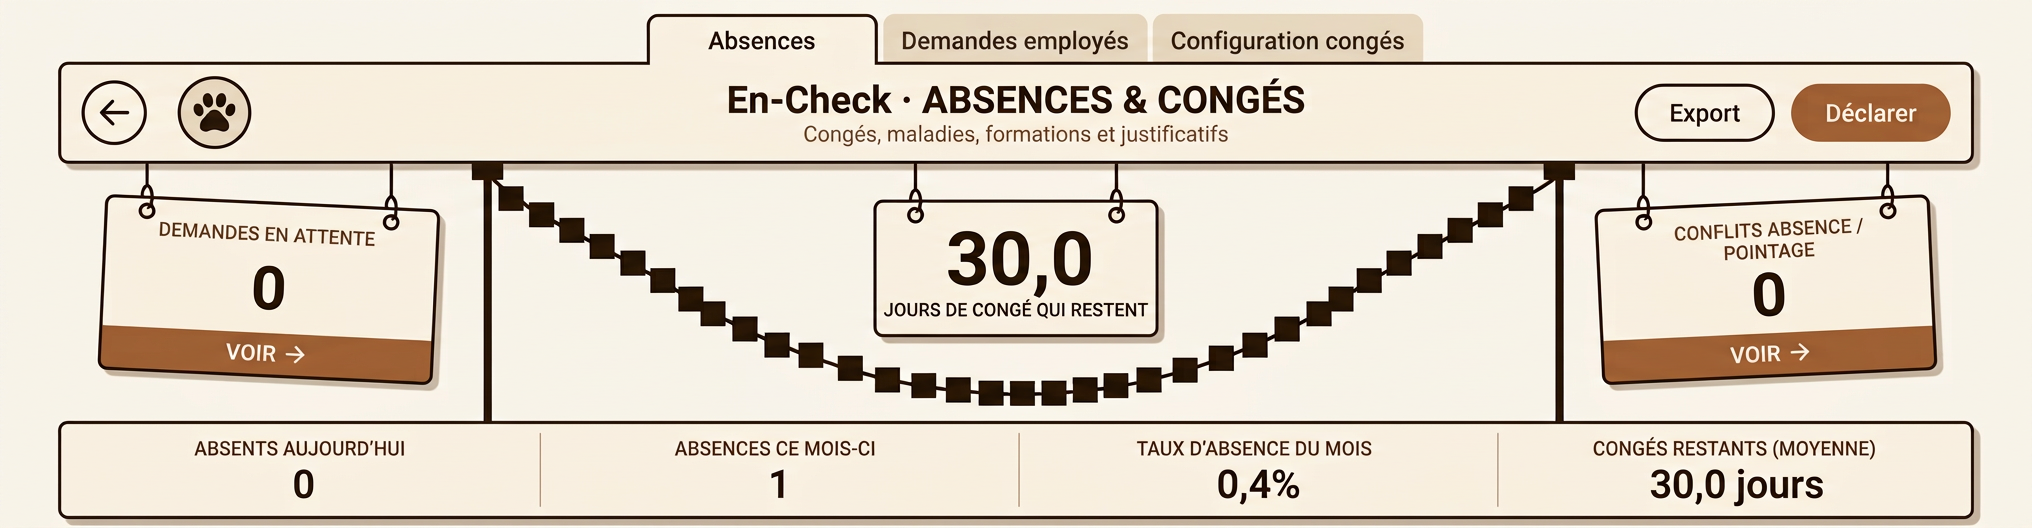 Absences
Demandes employés
Configuration congés
En-Check · ABSENCES & CONGÉS
Congés, maladies, formations et justificatifs
Export
Déclarer
DEMANDES EN ATTENTE
0
VOIR →
30,0
JOURS DE CONGÉ QUI RESTENT
CONFLITS ABSENCE /
POINTAGE
0
VOIR →
ABSENTS AUJOURD’HUI
0
ABSENCES CE MOIS-CI
1
TAUX D’ABSENCE DU MOIS
0,4%
CONGÉS RESTANTS (MOYENNE)
30,0 jours